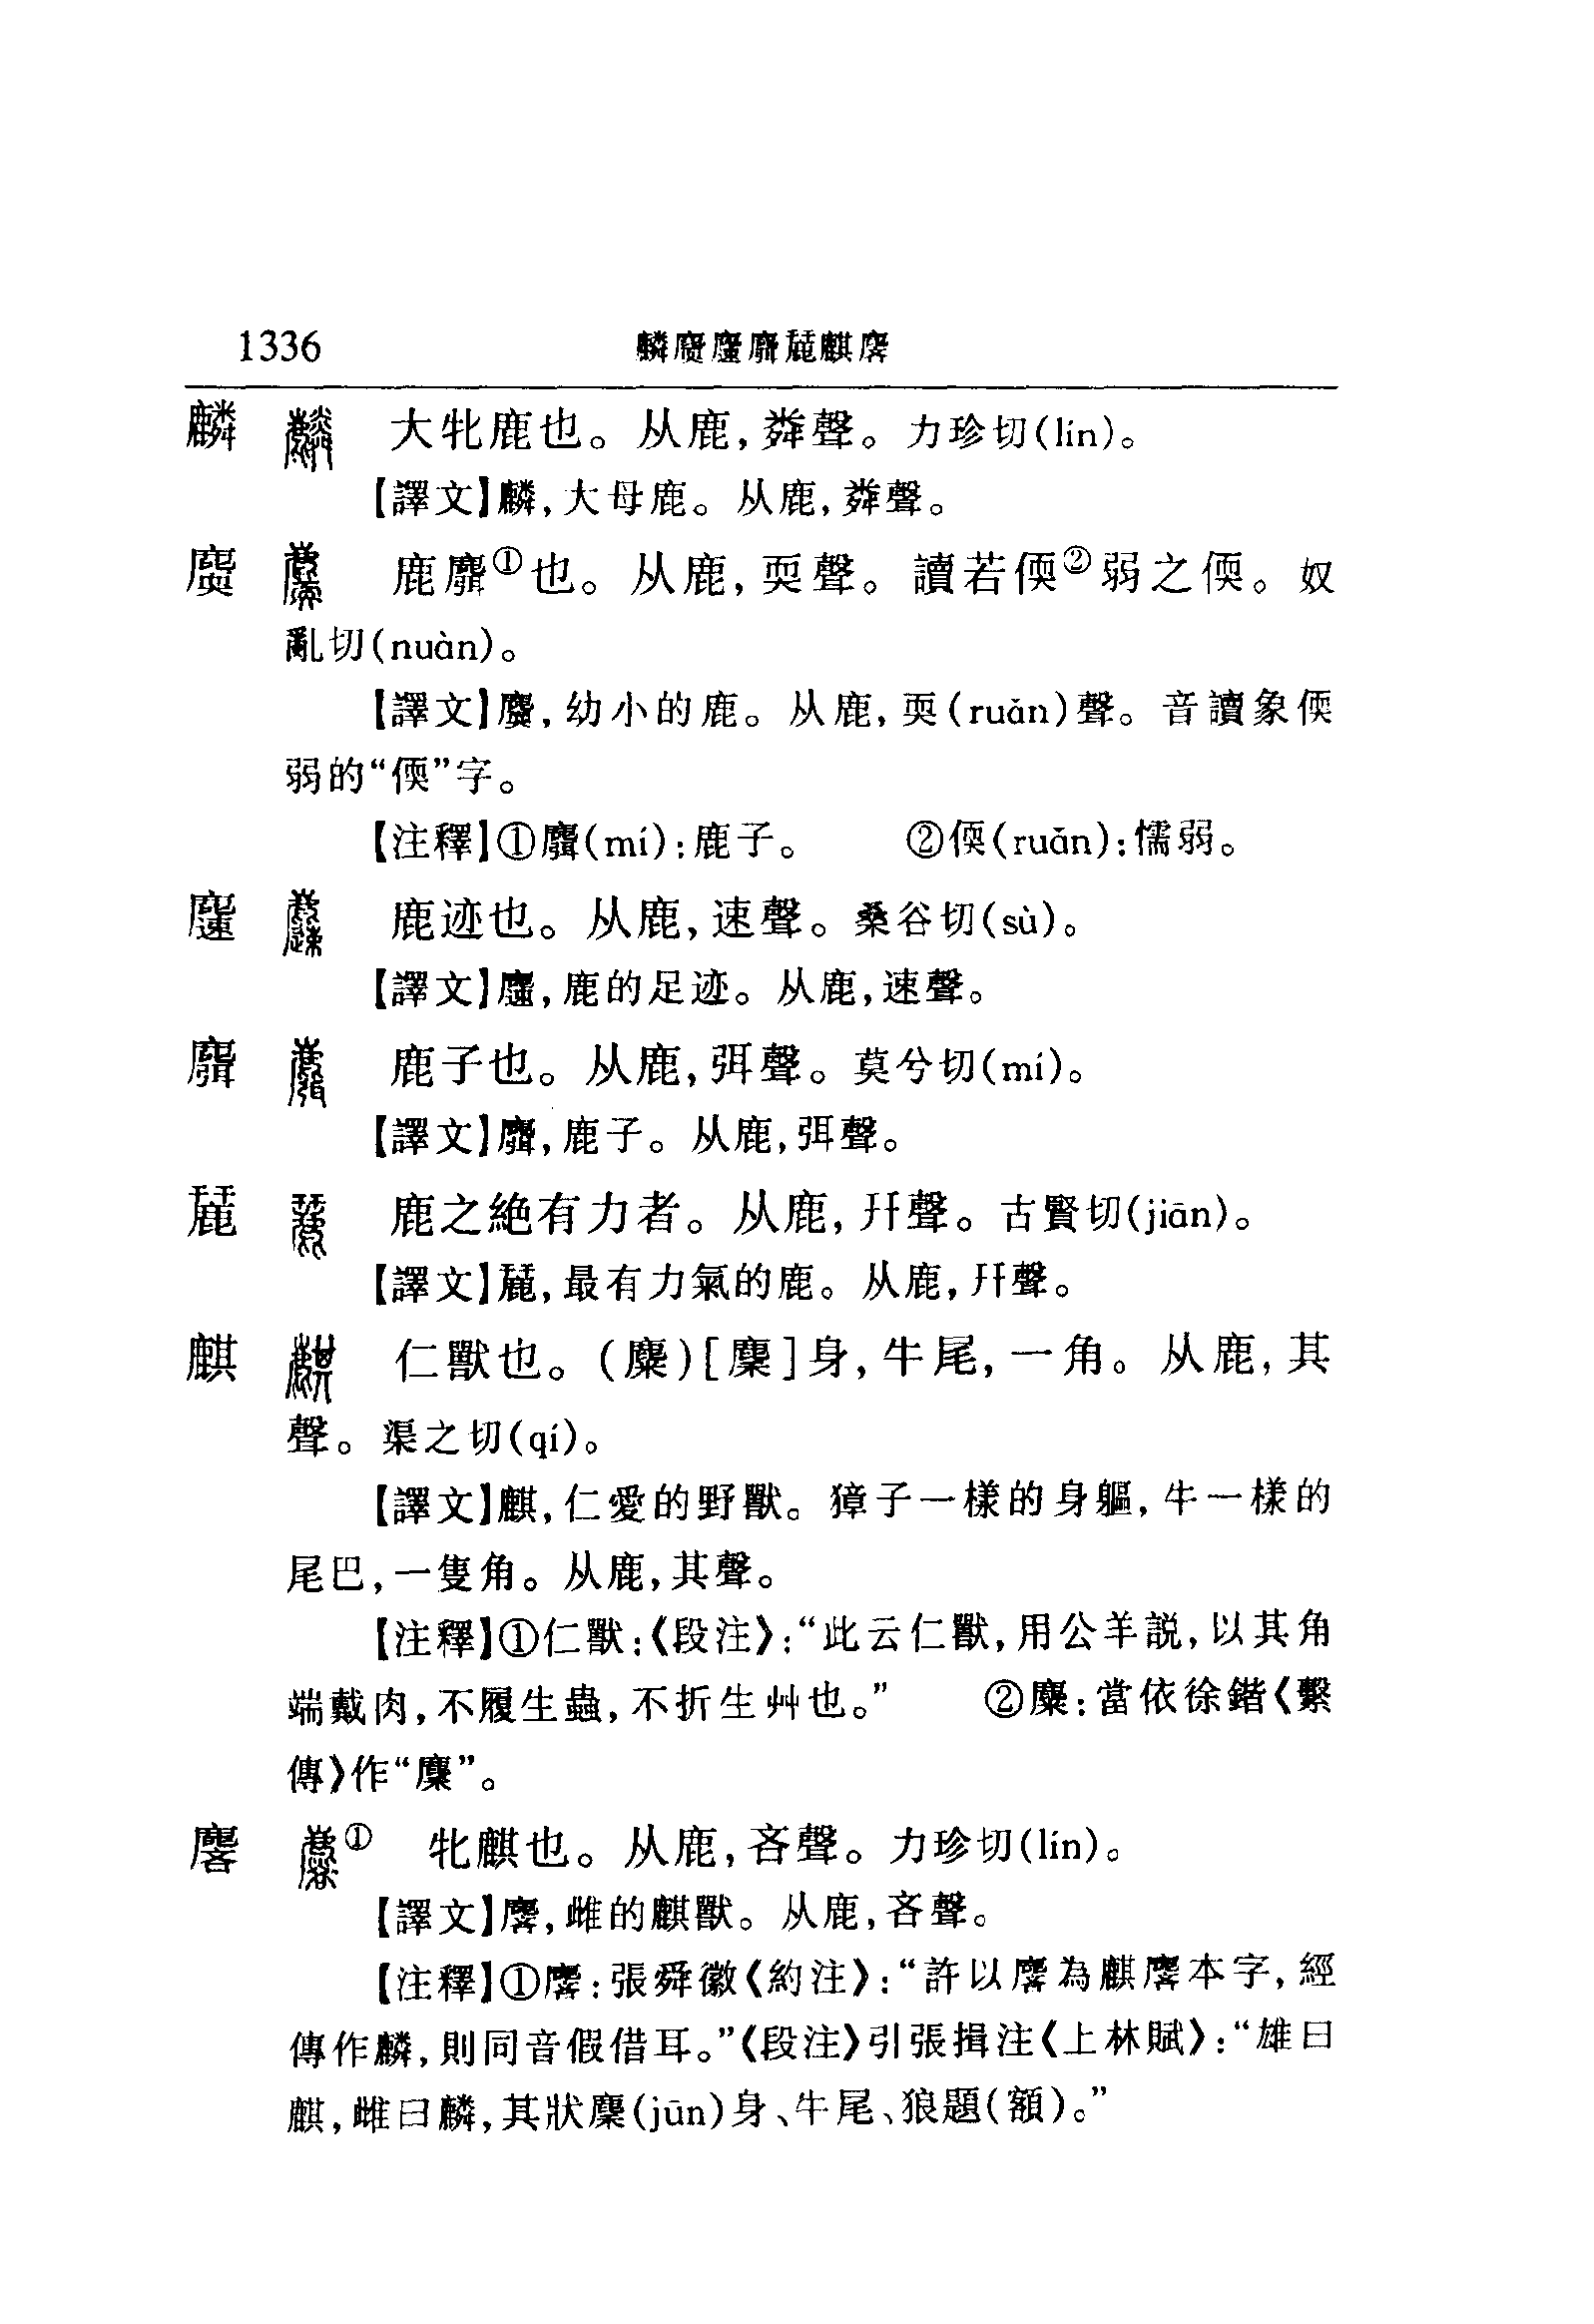 1336 麟麎䴪麛麉麒麐
麟 大牝鹿也。从鹿,粦聲。力珍切(lín)。
【譯文】麟,大母鹿。从鹿,粦聲。
鹿麛①也。从鹿,耎聲。讀若偄②弱之偄。奴
亂切(nuàn)。
【譯文】,幼小的鹿。从鹿,耎(ruǎn)聲。音讀象偄
弱的“偄”字。
【注釋】①麛(mí):鹿子。 ②偄(ruǎn):懦弱。
䴪 鹿迹也。从鹿,速聲。桑谷切(sù)。
【譯文】䴪,鹿的足迹。从鹿,速聲。
麛 鹿子也。从鹿,弭聲。莫兮切(mí)。
【譯文】麛,鹿子。从鹿,弭聲。
麉 鹿之絶有力者。从鹿,幵聲。古賢切(jiān)。
【譯文】麉,最有力氣的鹿。从鹿,幵聲。
麒 仁獸也。(麋)[麇]身,牛尾,一角。从鹿,其
聲。渠之切(qí)。
【譯文】麒,仁愛的野獸。獐子一樣的身軀,牛一樣的
尾巴,一隻角。从鹿,其聲。
【注釋】①仁獸:《段注》:“此云仁獸,用公羊説,以其角
端戴肉,不履生蟲,不折生艸也。” ②麋:當依徐鍇《繫
傳》作“麇”。
麐 ① 牝麒也。从鹿,吝聲。力珍切(lín)。
【譯文】麐,雌的麒獸。从鹿,吝聲。
【注釋】①麐:張舜徽《約注》:“許以麐為麒麐本字,經
傳作麟,則同音假借耳。”《段注》引張揖注《上林賦》:“雄曰
麒,雌曰麟,其狀麇(jūn)身、牛尾、狼題(額)。”